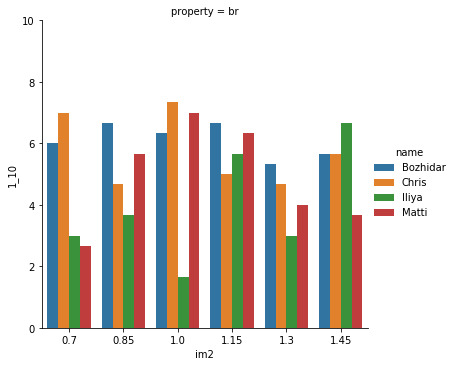 property = br
10
8
6
4
2
0
1_10
0.7 0.85 1.0 1.15 1.3 1.45
im2
name
Bozhidar
Chris
Iliya
Matti